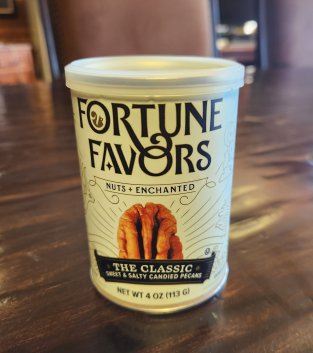 FORTUNE
FAVORS
NUTS + ENCHANTED
THE CLASSIC
SWEET & SALTY CANDIED PECANS
NET WT 4 OZ (113 G)